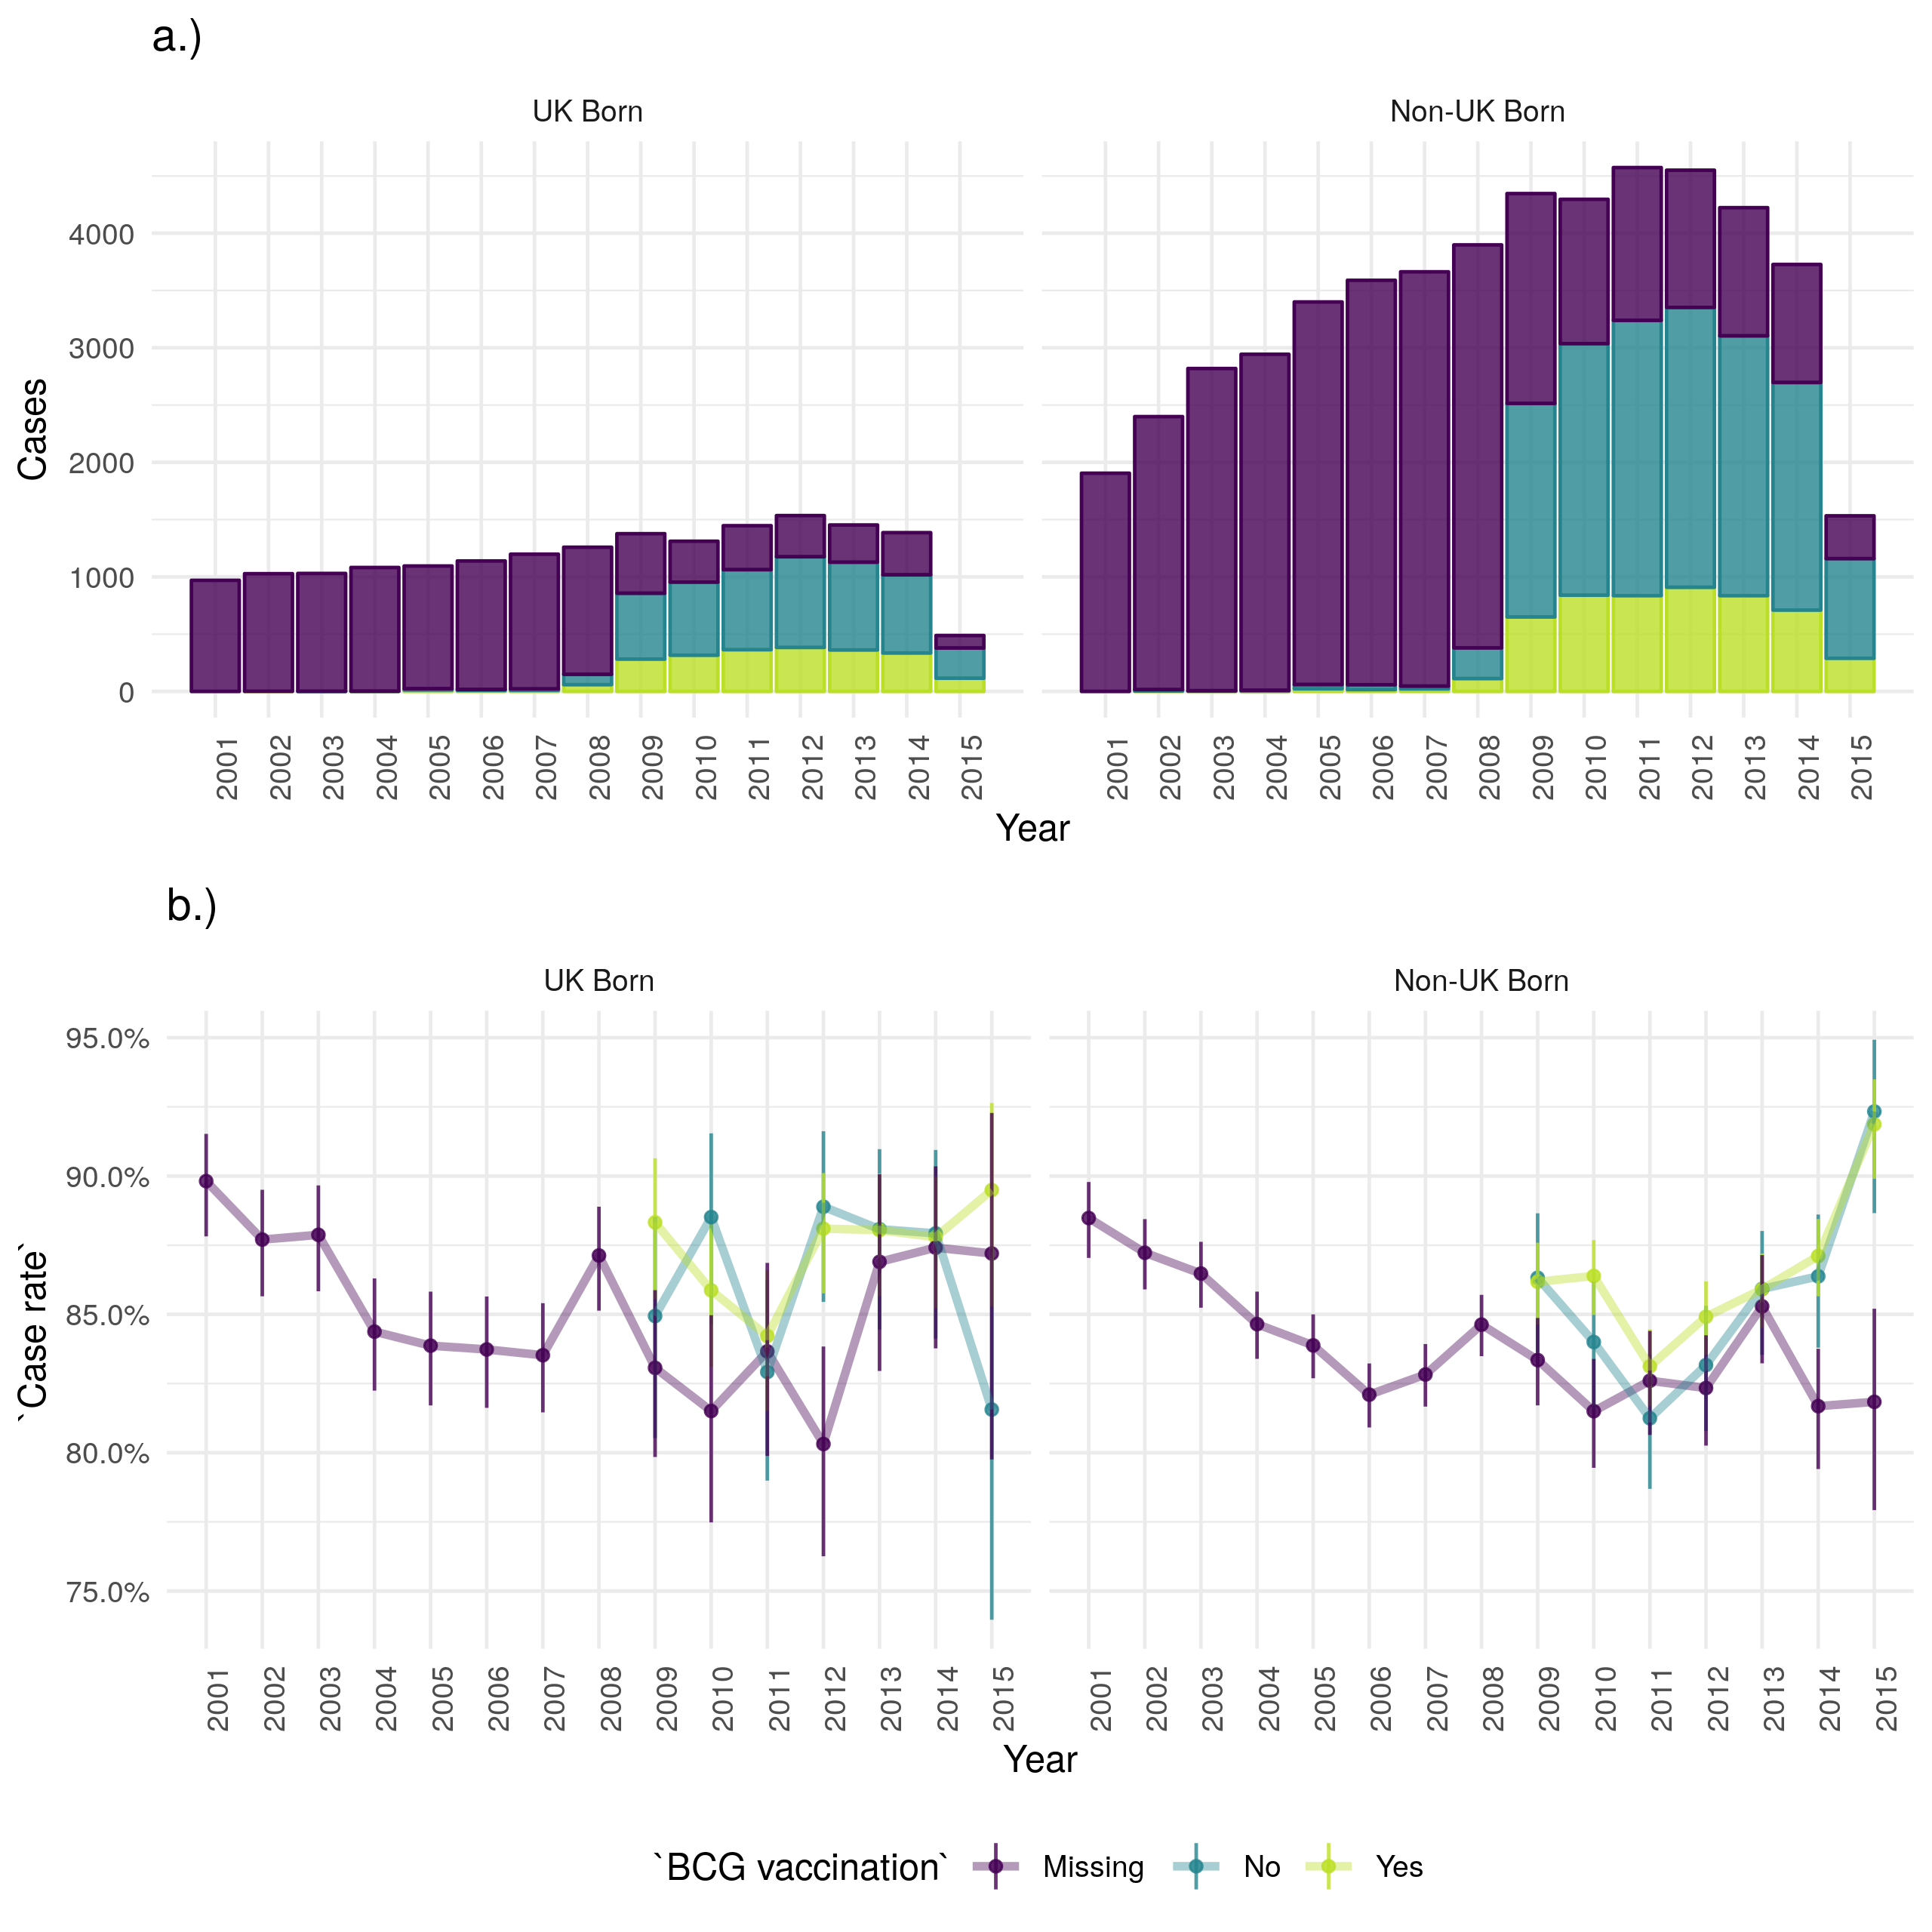 a.)
UK Born Non-UK Born
4000
3000
2000
1000
0
Cases
2001 2002 2003 2004 2005 2006 2007 2008 2009 2010 2011 2012 2013 2014 2015
2001 2002 2003 2004 2005 2006 2007 2008 2009 2010 2011 2012 2013 2014 2015
Year
b.)
UK Born Non-UK Born
95.0%
90.0%
85.0%
80.0%
75.0%
`Case rate`
2001 2002 2003 2004 2005 2006 2007 2008 2009 2010 2011 2012 2013 2014 2015
2001 2002 2003 2004 2005 2006 2007 2008 2009 2010 2011 2012 2013 2014 2015
Year
`BCG vaccination` Missing No Yes